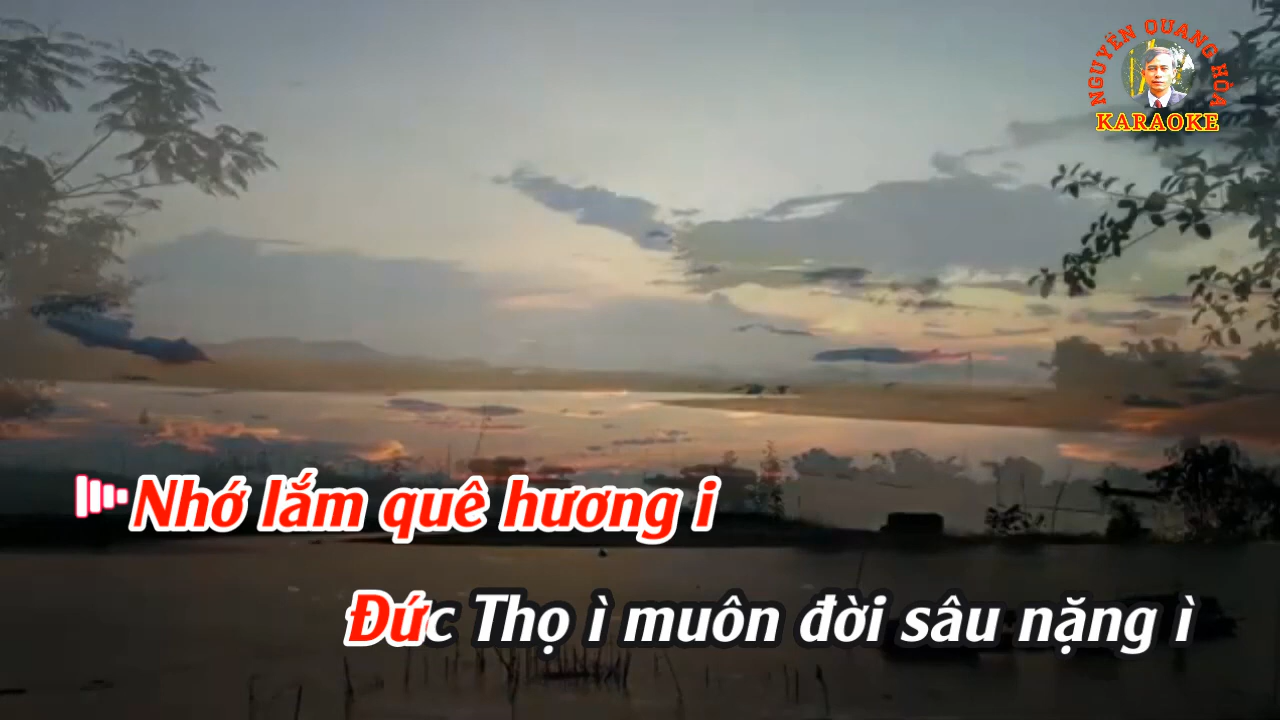 NGUYỄN QUANG HÒA
KARAOKE
Nhớ lắm quê hương i
Đức Thọ ì muôn đời sâu nặng ì